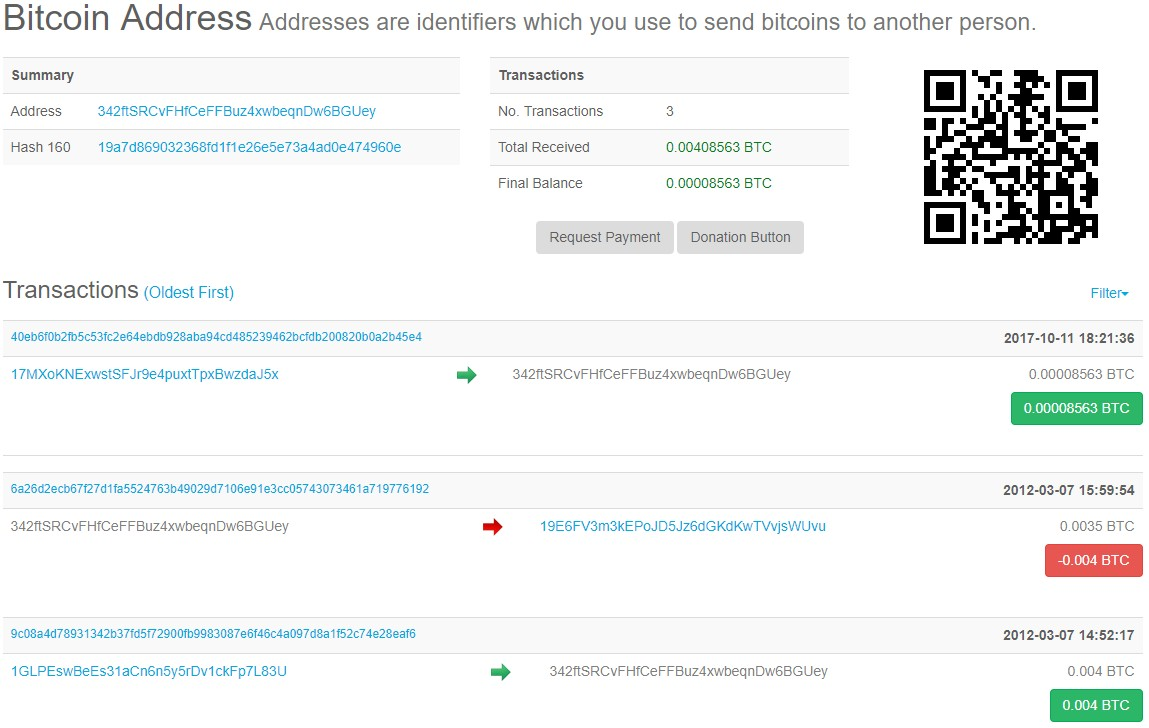 Bitcoin Address Addresses are identifiers which you use to send bitcoins to another person.
Summary
Address 342ftSRCvFHfCeFFBuz4xwbeqnDw6BGUey
Hash 160 19a7d869032368fd1f1e26e5e73a4ad0e474960e
Transactions
No. Transactions 3
Total Received 0.00408563 BTC
Final Balance 0.00008563 BTC
Request Payment Donation Button
Transactions (Oldest First) Filter
40eb6f0b2fb5c53fc2e64ebdb928aba94cd485239462bcfdb200820b0a2b45e4 2017-10-11 18:21:36
17MXoKNExwstSFJr9e4puxtTpxBwzdaJ5x 342ftSRCvFHfCeFFBuz4xwbeqnDw6BGUey 0.00008563 BTC
0.00008563 BTC
6a26d2ecb67f27d1fa5524763b49029d7106e91e3cc05743073461a719776192 2012-03-07 15:59:54
342ftSRCvFHfCeFFBuz4xwbeqnDw6BGUey 19E6FV3m3kEPoJD5Jz6dGKdKwTVvjsWUvu 0.0035 BTC
-0.004 BTC
9c08a4d78931342b37fd5f72900fb9983087e6f46c4a097d8a1f52c74e28eaf6 2012-03-07 14:52:17
1GLPEswBeEs31aCn6n5y5rDv1ckFp7L83U 342ftSRCvFHfCeFFBuz4xwbeqnDw6BGUey 0.004 BTC
0.004 BTC